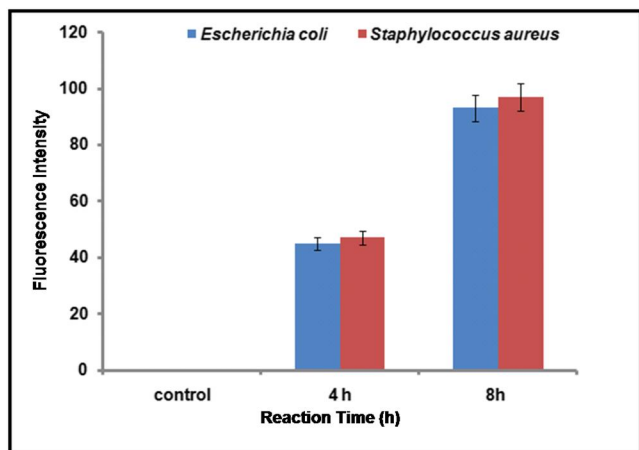 Escherichia coli Staphylococcus aureus
120
100
80
60
40
20
0
Fluorescence Intensity
control 4 h 8h
Reaction Time (h)